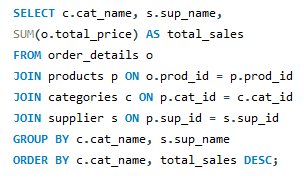 SELECT c.cat_name, s.sup_name,
SUM(o.total_price) AS total_sales
FROM order_details o
JOIN products p ON o.prod_id = p.prod_id
JOIN categories c ON p.cat_id = c.cat_id
JOIN supplier s ON p.sup_id = s.sup_id
GROUP BY c.cat_name, s.sup_name
ORDER BY c.cat_name, total_sales DESC;